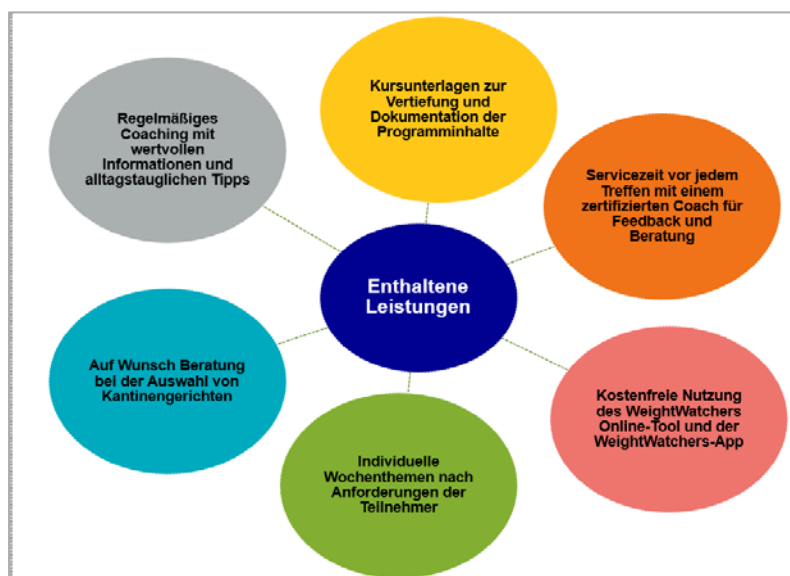 Kursunterlagen zur
Vertiefung und
Dokumentation der
Programminhalte
Regelmäßiges
Coaching mit
wertvollen
Informationen und
alltagstauglichen Tipps
Servicezeit vor jedem
Treffen mit einem
zertifizierten Coach für
Feedback und
Beratung
Enthaltene
Leistungen
Auf Wunsch Beratung
bei der Auswahl von
Kantinengerichten
Kostenfreie Nutzung
des WeightWatchers
Online-Tool und der
WeightWatchers-App
Individuelle
Wochenthemen nach
Anforderungen der
Teilnehmer